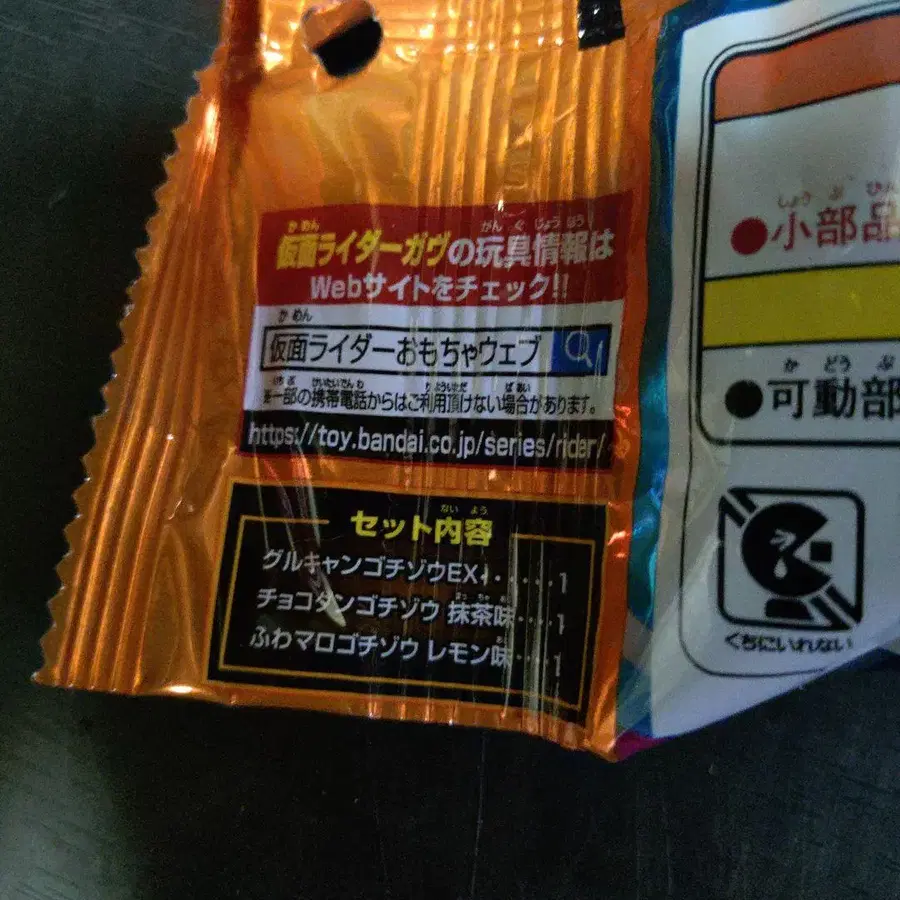 仮面ライダーガヴの玩具情報は
Webサイトをチェック!!
仮面ライダーおもちゃウェブ
※一部の携帯電話からはご利用頂けない場合があります。
https://toy.bandai.co.jp/series/rider/
セット内容
グルキャンゴチゾウEX・・・・・・1
チョコダンゴチゾウ 抹茶味・・・・1
ふわマロゴチゾウ レモン味・・・・1
●小部品
●可動部
くちにいれない